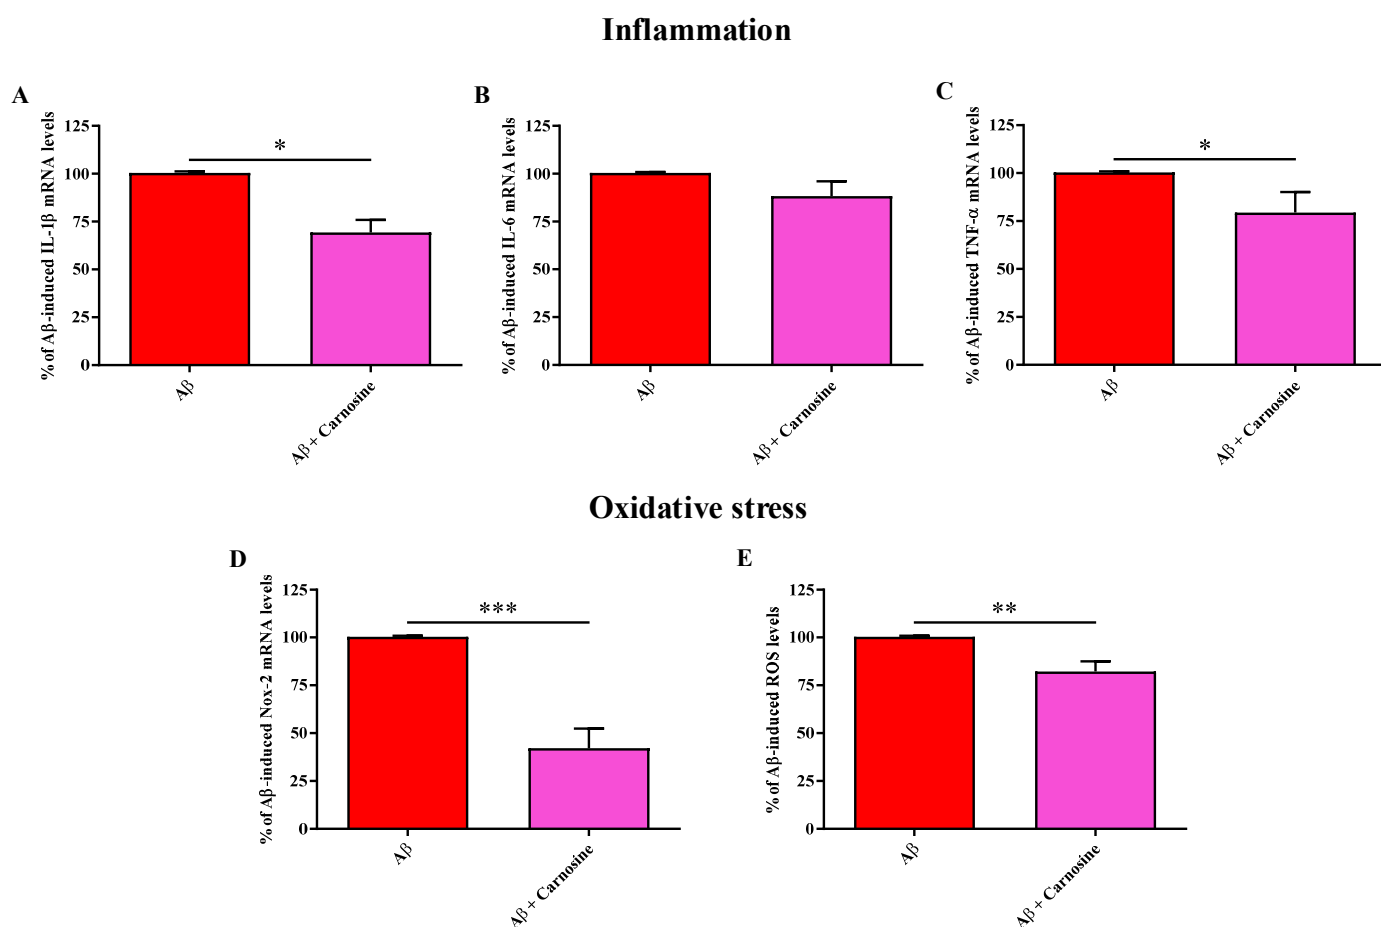 Inflammation
A
% of Aβ-induced IL-1β mRNA levels
125
100
75
50
25
0
*
Aβ
Aβ + Carnosine
B
% of Aβ-induced IL-6 mRNA levels
125
100
75
50
25
0
Aβ
Aβ + Carnosine
C
% of Aβ-induced TNF-α mRNA levels
125
100
75
50
25
0
*
Aβ
Aβ + Carnosine
Oxidative stress
D
% of Aβ-induced Nox-2 mRNA levels
125
100
75
50
25
0
***
Aβ
Aβ + Carnosine
E
% of Aβ-induced ROS levels
125
100
75
50
25
0
**
Aβ
Aβ + Carnosine